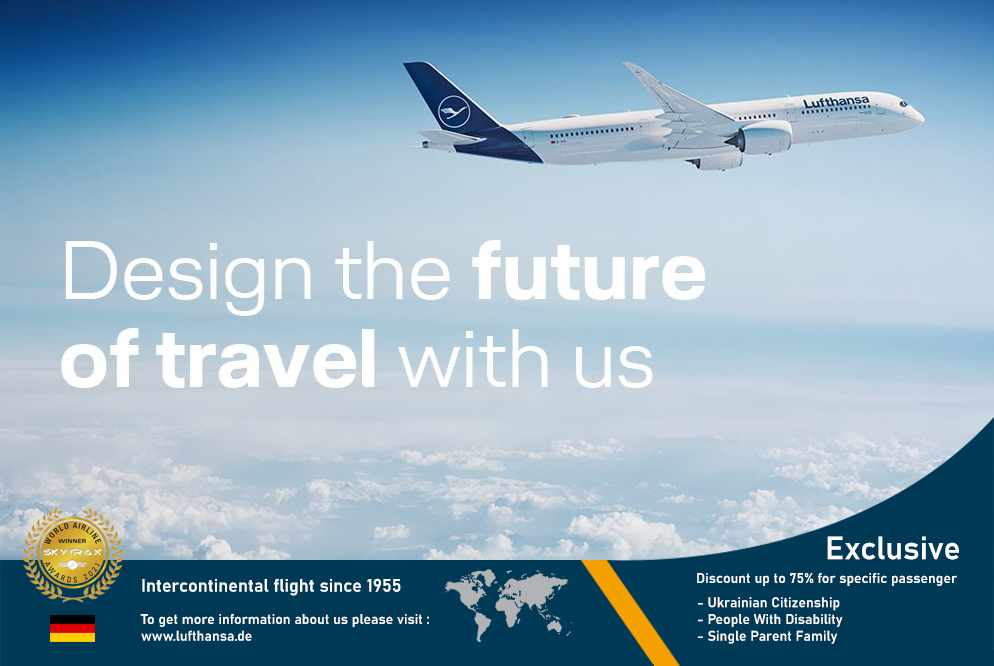 Lufthansa
Design the future
of travel with us
WORLD AIRLINE
WINNER
SKYTRAX
AWARDS 2021
Intercontinental flight since 1955
To get more information about us please visit :
www.lufthansa.de
Exclusive
Discount up to 75% for specific passenger
- Ukrainian Citizenship
- People With Disability
- Single Parent Family